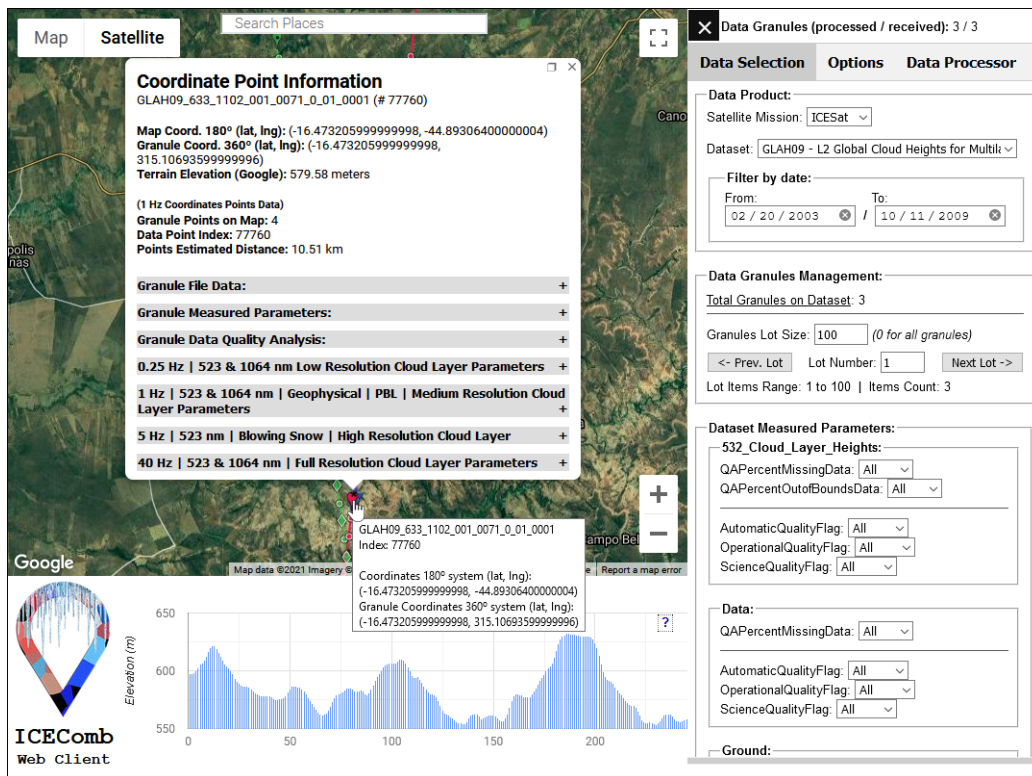 Map
Satellite
Search Places
Coordinate Point Information
GLAH09_633_1102_001_0071_0_01_0001 (# 77760)
Map Coord. 180º (lat, lng): (-16.473205999999998, -44.89306400000004)
Granule Coord. 360º (lat, lng): (-16.473205999999998,
315.10693599999996)
Terrain Elevation (Google): 579.58 meters
(1 Hz Coordinates Points Data)
Granule Points on Map: 4
Data Point Index: 77760
Points Estimated Distance: 10.51 km
Granule File Data: +
Granule Measured Parameters: +
Granule Data Quality Analysis: +
0.25 Hz | 523 & 1064 nm Low Resolution Cloud Layer Parameters +
1 Hz | 523 & 1064 nm | Geophysical | PBL | Medium Resolution Cloud
Layer Parameters +
5 Hz | 523 nm | Blowing Snow | High Resolution Cloud Layer +
40 Hz | 523 & 1064 nm | Full Resolution Cloud Layer Parameters +
Cano
polis
nas
ampo Bel
+
−
GLAH09_633_1102_001_0071_0_01_0001
Index: 77760
Coordinates 180º system (lat, lng):
(-16.473205999999998, -44.89306400000004)
Granule Coordinates 360º system (lat, lng):
(-16.473205999999998, 315.10693599999996)
Google
Map data ©2021 Imagery ©
Report a map error
ICEComb
Web Client
Elevation (m)
650
600
550
0 50 100 150 200
?
Data Granules (processed / received): 3 / 3
Data Selection Options Data Processor
Data Product:
Satellite Mission: ICESat
Dataset: GLAH09 - L2 Global Cloud Heights for Multila
Filter by date:
From: To:
02 / 20 / 2003 / 10 / 11 / 2009
Data Granules Management:
Total Granules on Dataset: 3
Granules Lot Size: 100 (0 for all granules)
<- Prev. Lot Lot Number: 1 Next Lot ->
Lot Items Range: 1 to 100 | Items Count: 3
Dataset Measured Parameters:
532_Cloud_Layer_Heights:
QAPercentMissingData: All
QAPercentOutofBoundsData: All
AutomaticQualityFlag: All
OperationalQualityFlag: All
ScienceQualityFlag: All
Data:
QAPercentMissingData: All
AutomaticQualityFlag: All
OperationalQualityFlag: All
ScienceQualityFlag: All
Ground: